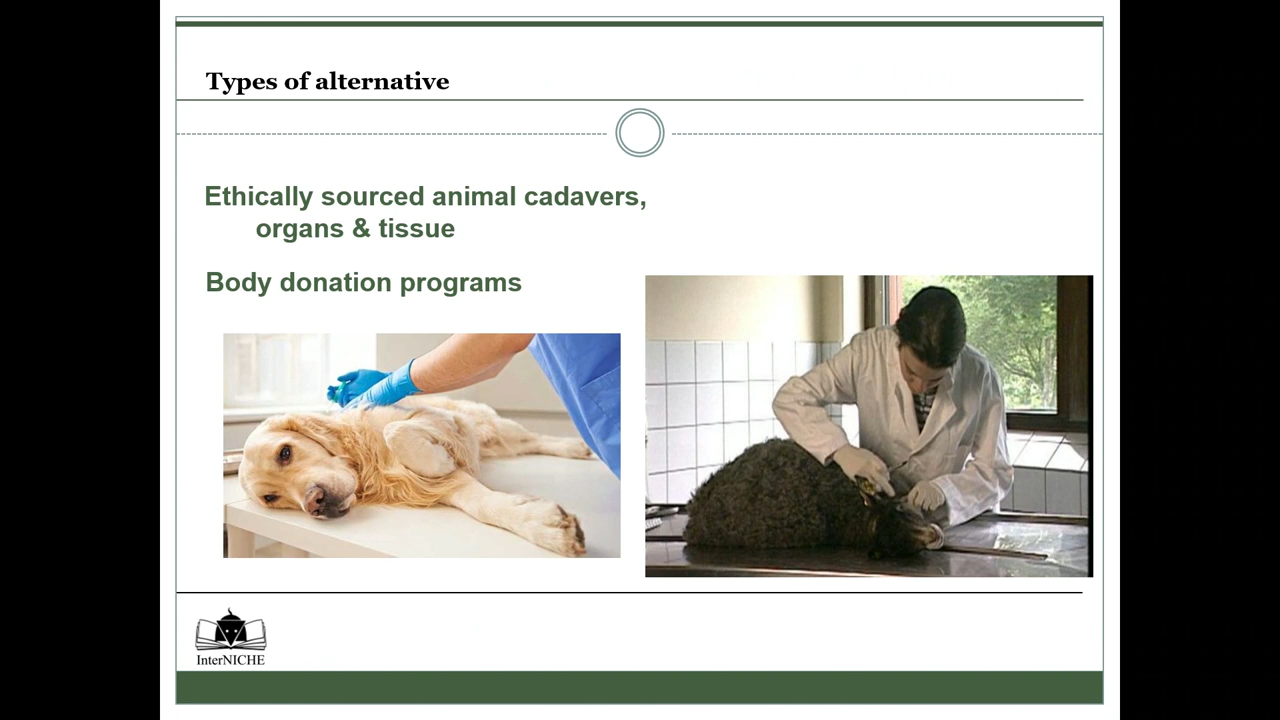 Types of alternative
Ethically sourced animal cadavers,
organs & tissue
Body donation programs
InterNICHE